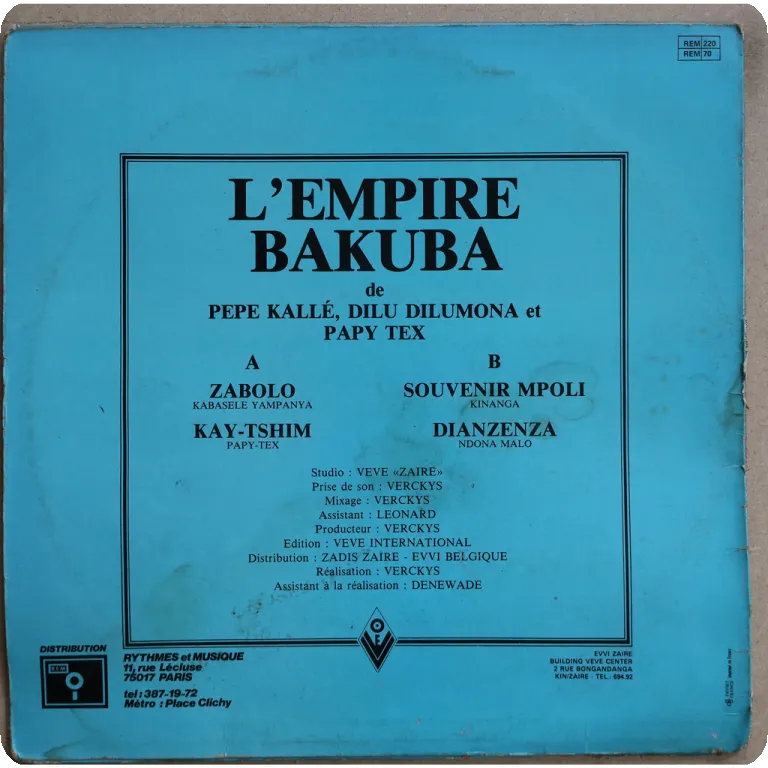 REM 220
REM 70
L'EMPIRE
BAKUBA
de
PEPE KALLÉ, DILU DILUMONA et
PAPY TEX
A
ZABOLO
KABASELE YAMPANYA
KAY-TSHIM
PAPY-TEX
B
SOUVENIR MPOLI
KINANGA
DIANZENZA
NDONA MALO
Studio : VEVE «ZAIRE»
Prise de son : VERCKYS
Mixage : VERCKYS
Assistant : LEONARD
Producteur : VERCKYS
Edition : VEVE INTERNATIONAL
Distribution : ZADIS ZAIRE - EVVI BELGIQUE
Réalisation : VERCKYS
Assistant à la réalisation : DENEWADE
DISTRIBUTION
RYTHMES et MUSIQUE
11, rue Lécluse
75017 PARIS
tel : 387-19-72
Métro : Place Clichy
EVVI ZAIRE
BUILDING VEVE CENTER
2 RUE BONGANDANGA
KIN/ZAIRE - TEL.: 694.92